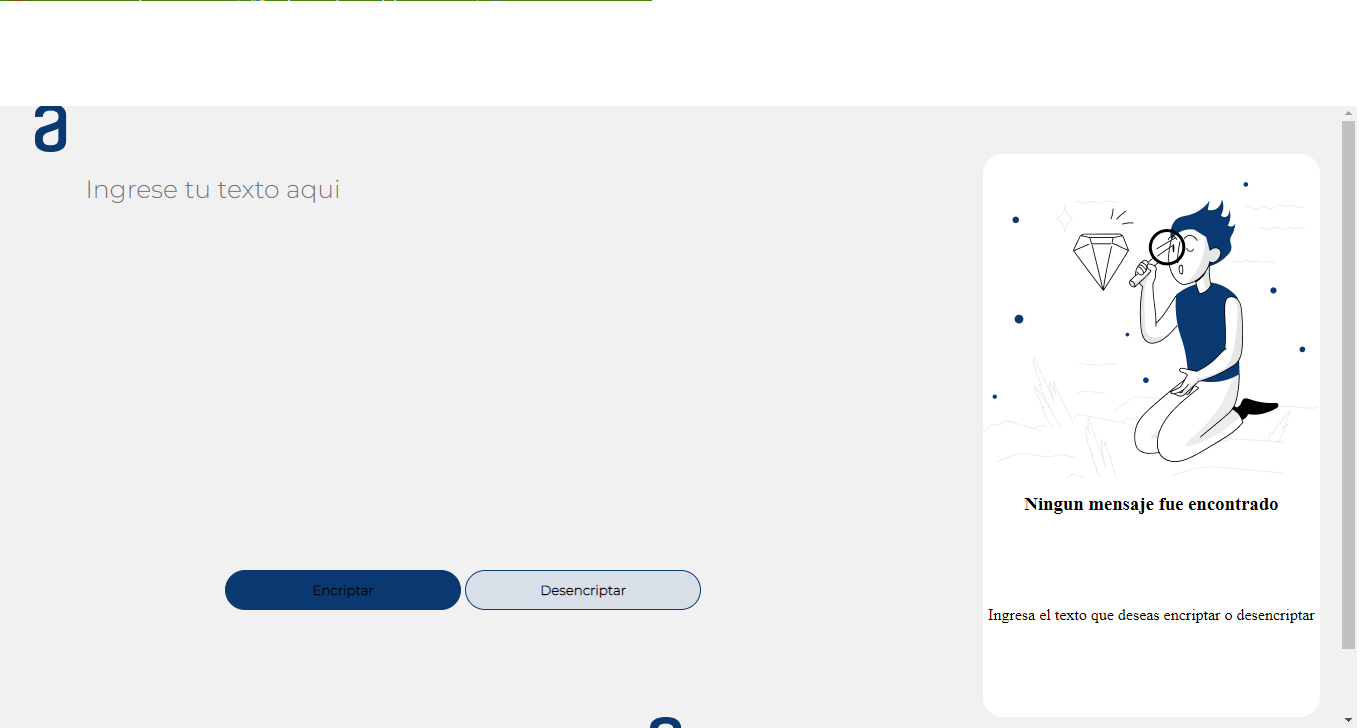 a
Ingrese tu texto aqui
Encriptar
Desencriptar
Ningun mensaje fue encontrado
Ingresa el texto que deseas encriptar o desencriptar